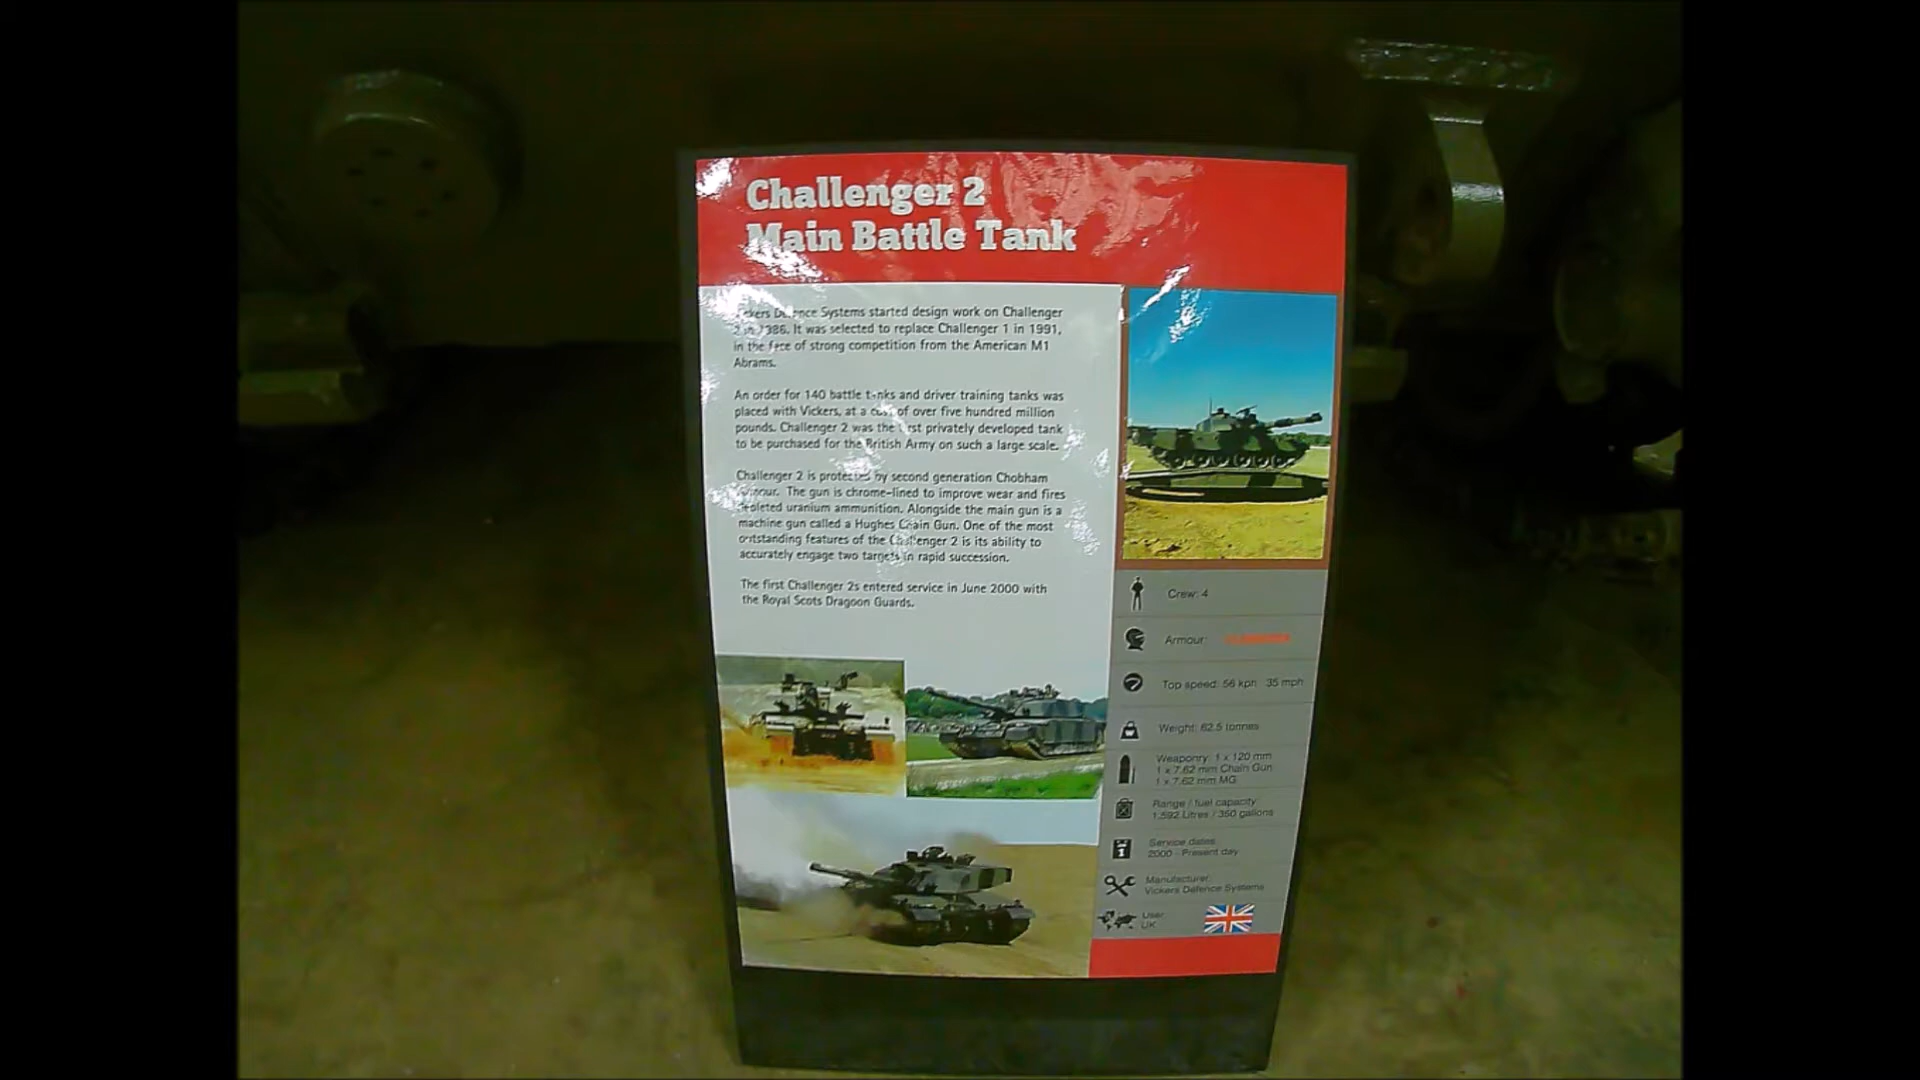 Challenger 2
Main Battle Tank
Vickers Defence Systems started design work on Challenger
2 in 1986. It was selected to replace Challenger 1 in 1991,
in the face of strong competition from the American M1
Abrams.
An order for 140 battle tanks and driver training tanks was
placed with Vickers, at a cost of over five hundred million
pounds. Challenger 2 was the first privately developed tank
to be purchased for the British Army on such a large scale.
Challenger 2 is protected by second generation Chobham
armour. The gun is chrome-lined to improve wear and fires
depleted uranium ammunition. Alongside the main gun is a
machine gun called a Hughes Chain Gun. One of the most
outstanding features of the Challenger 2 is its ability to
accurately engage two targets in rapid succession.
The first Challenger 2s entered service in June 2000 with
the Royal Scots Dragoon Guards.
Crew: 4
Armour:
Top speed: 56 kph 35 mph
Weight: 62.5 tonnes
Weaponry: 1 x 120 mm
1 x 7.62 mm Chain Gun
1 x 7.62 mm MG
Range / fuel capacity
1,592 Litres / 350 gallons
Service dates
2000 - Present day
Manufacturer:
Vickers Defence Systems
User
UK